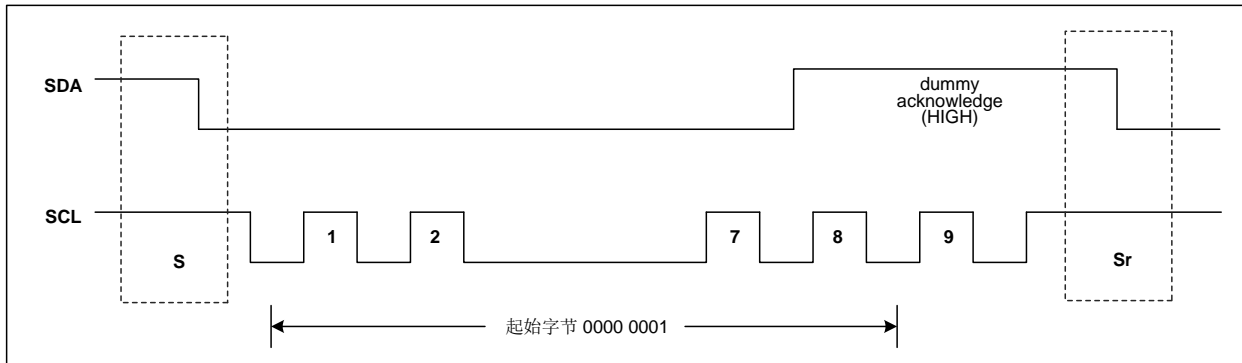 SDA
dummy
acknowledge
(HIGH)
SCL
1
2
7
8
9
S
Sr
起始字节 0000 0001